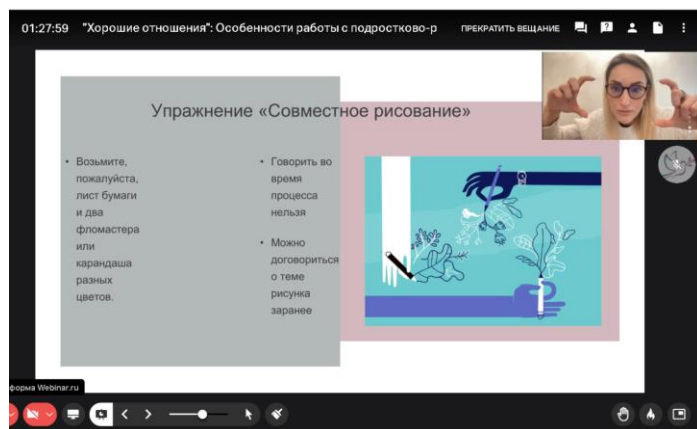 01:27:59 "Хорошие отношения": Особенности работы с подростково-р ПРЕКРАТИТЬ ВЕЩАНИЕ
Упражнение «Совместное рисование»
• Возьмите,
пожалуйста,
лист бумаги
и два
фломастера
или
карандаша
разных
цветов.
• Говорить во
время
процесса
нельзя
• Можно
договориться
о теме
рисунка
заранее
форма Webinar.ru